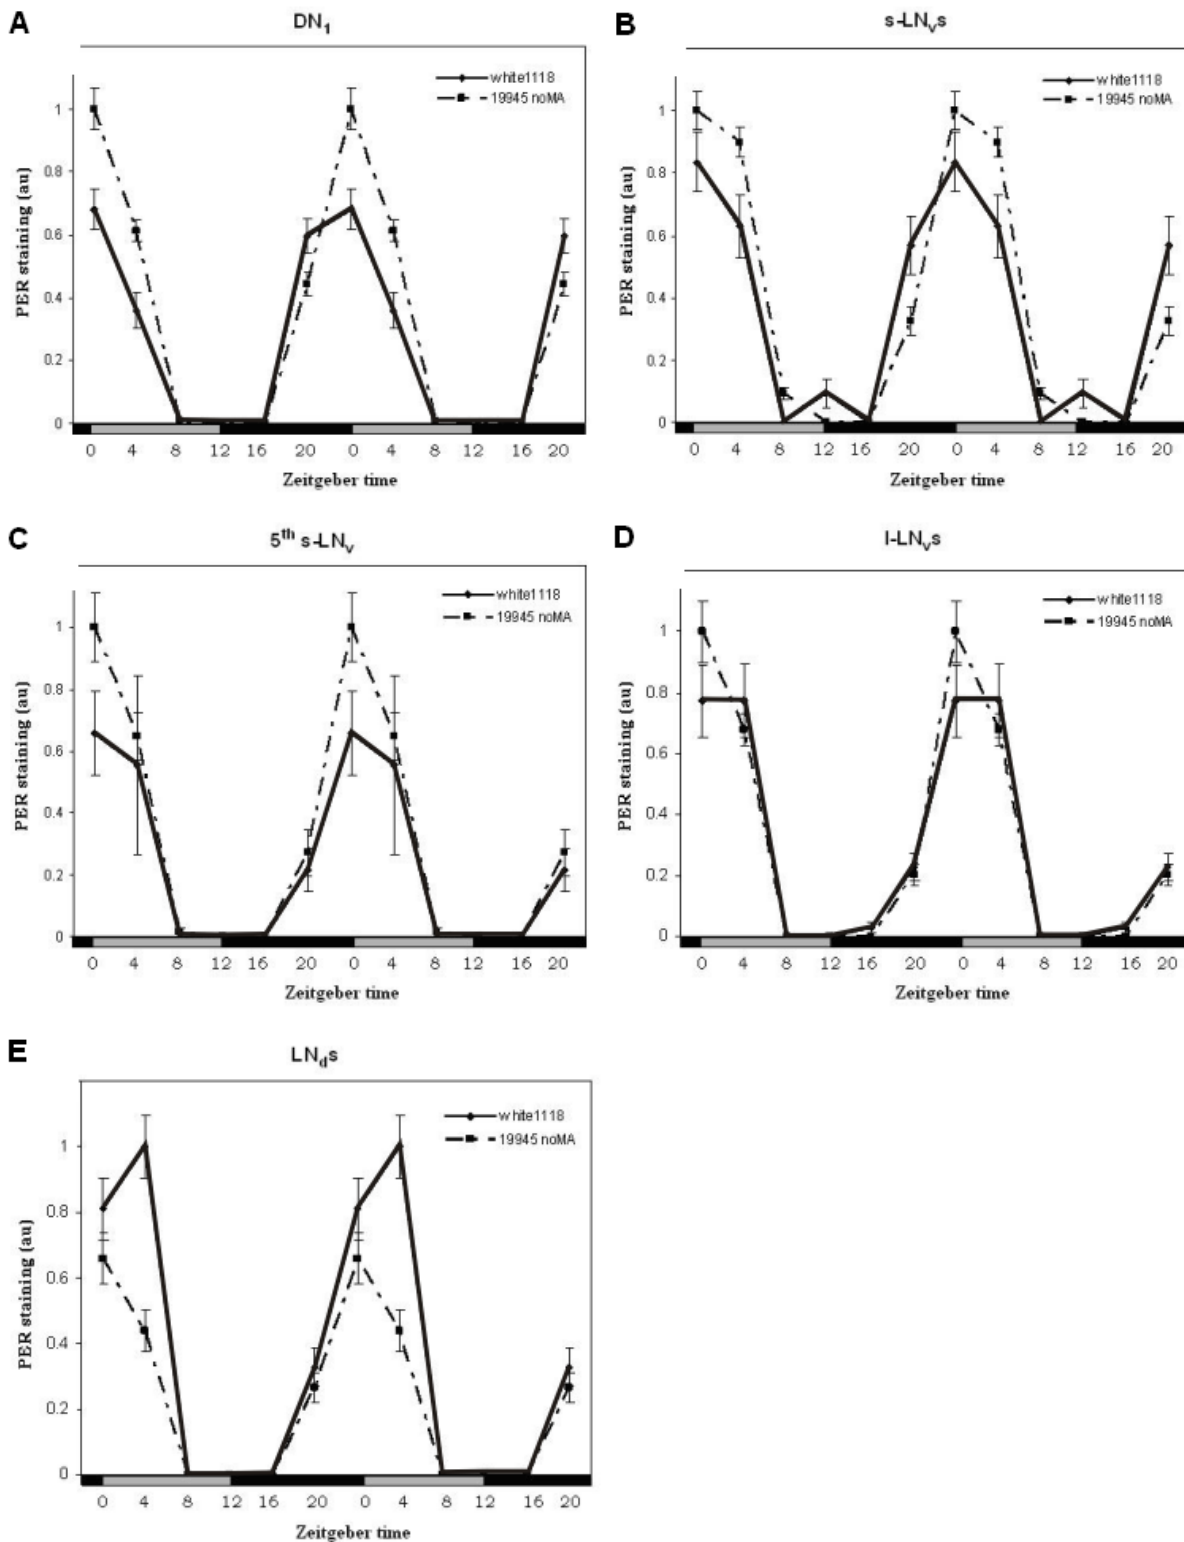 A
DN1
white1118
19945 noMA
PER staining (au)
1
0.8
0.6
0.4
0.2
0
0 4 8 12 16 20 0 4 8 12 16 20
Zeitgeber time
B
s-LNvs
white1118
19945 noMA
PER staining (au)
1
0.8
0.6
0.4
0.2
0
0 4 8 12 16 20 0 4 8 12 16 20
Zeitgeber time
C
5th s-LNv
white1118
19945 noMA
PER staining (au)
1
0.8
0.6
0.4
0.2
0
0 4 8 12 16 20 0 4 8 12 16 20
Zeitgeber time
D
l-LNvs
white1118
19945 noMA
PER staining (au)
1
0.8
0.6
0.4
0.2
0
0 4 8 12 16 20 0 4 8 12 16 20
Zeitgeber time
E
LNds
white1118
19945 noMA
PER staining (au)
1
0.8
0.6
0.4
0.2
0
0 4 8 12 16 20 0 4 8 12 16 20
Zeitgeber time